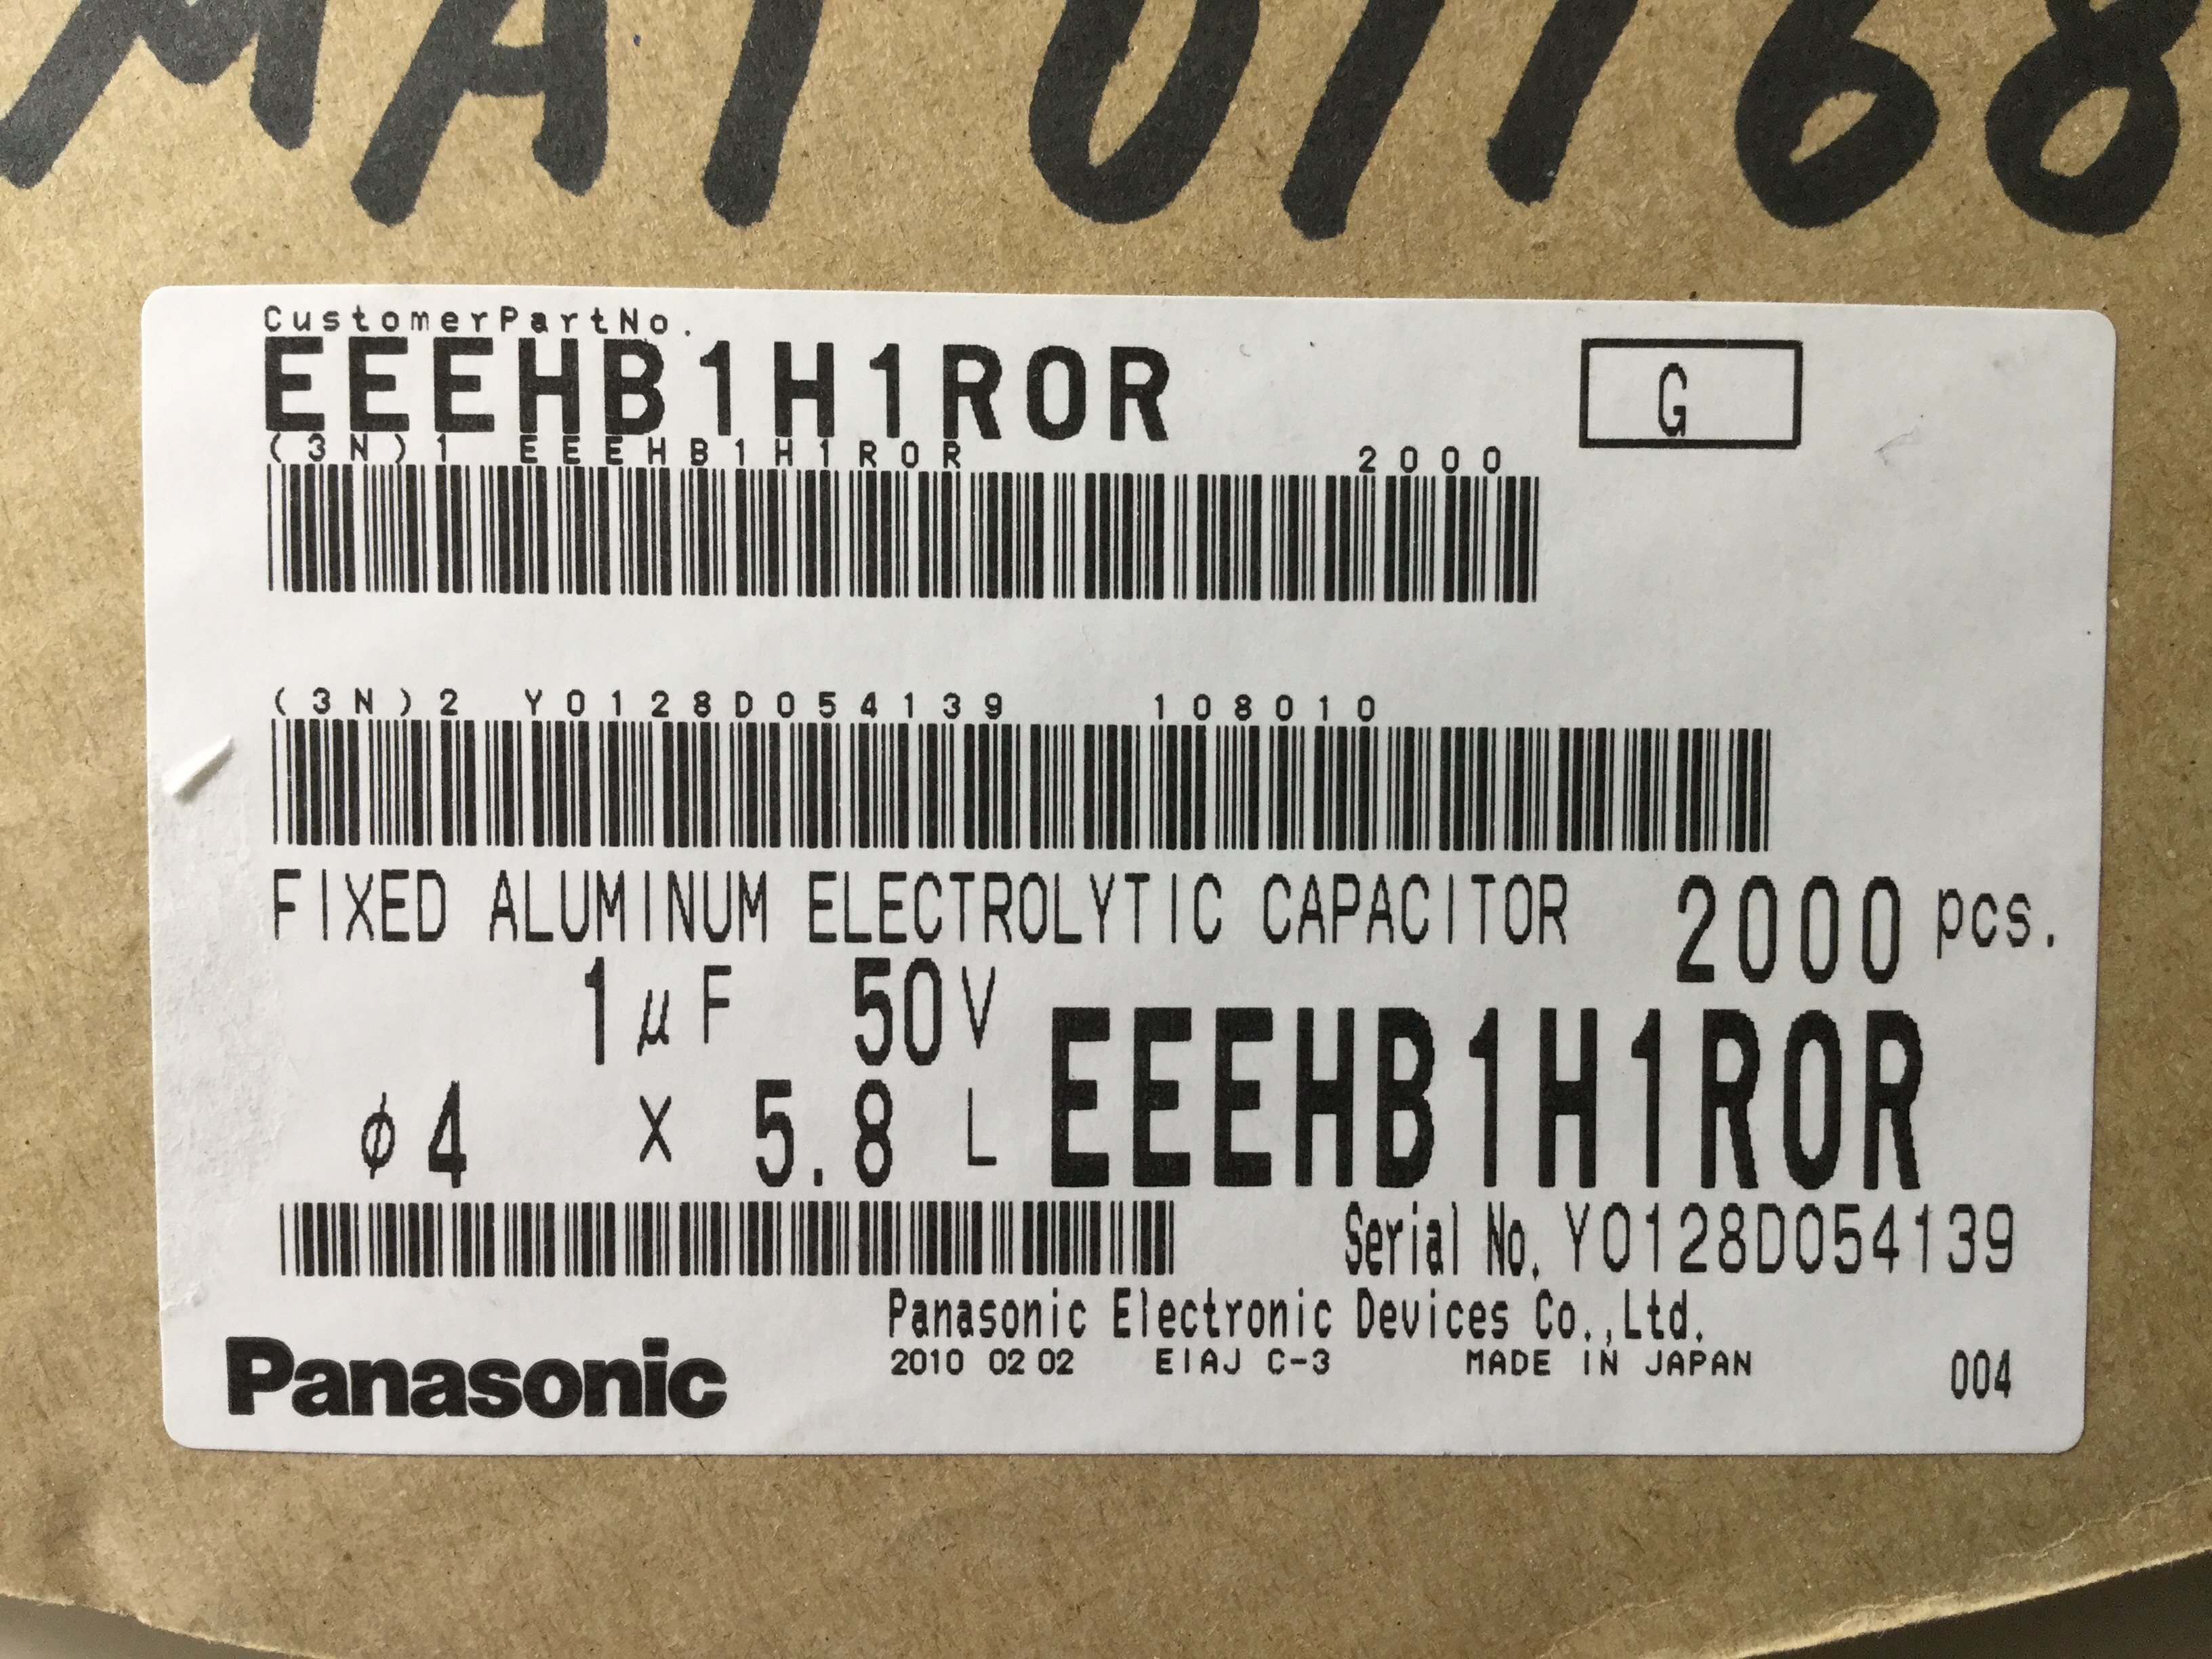 MAT 01168
CustomerPartNo.
EEEHB1H1R0R
G
(3N)1 EEEHB1H1R0R 2000
(3N)2 Y0128D054139 108010
FIXED ALUMINUM ELECTROLYTIC CAPACITOR 2000 pcs.
1 μF 50V
φ4 × 5.8 L EEEHB1H1R0R
Serial No. Y0128D054139
Panasonic Electronic Devices Co.,Ltd.
Panasonic 2010 02 02 EIAJ C-3 MADE IN JAPAN 004